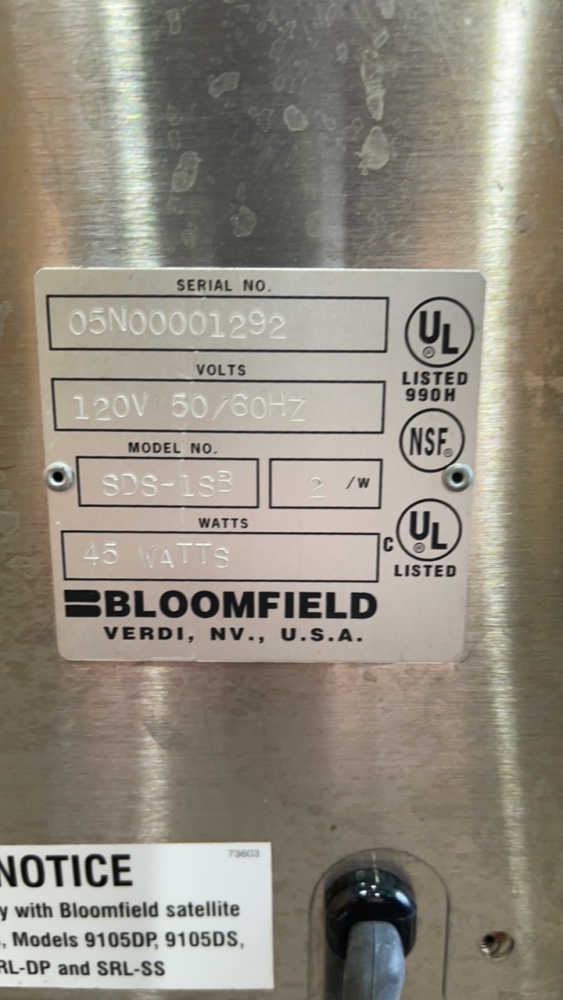 SERIAL NO.
05N00001292
UL
LISTED
990H
VOLTS
120V 50/60HZ
NSF®
MODEL NO.
SDS-1SB
2 /W
WATTS
45 WATTS
C UL®
LISTED
BLOOMFIELD
VERDI, NV., U.S.A.
73603
NOTICE
y with Bloomfield satellite
, Models 9105DP, 9105DS,
RL-DP and SRL-SS